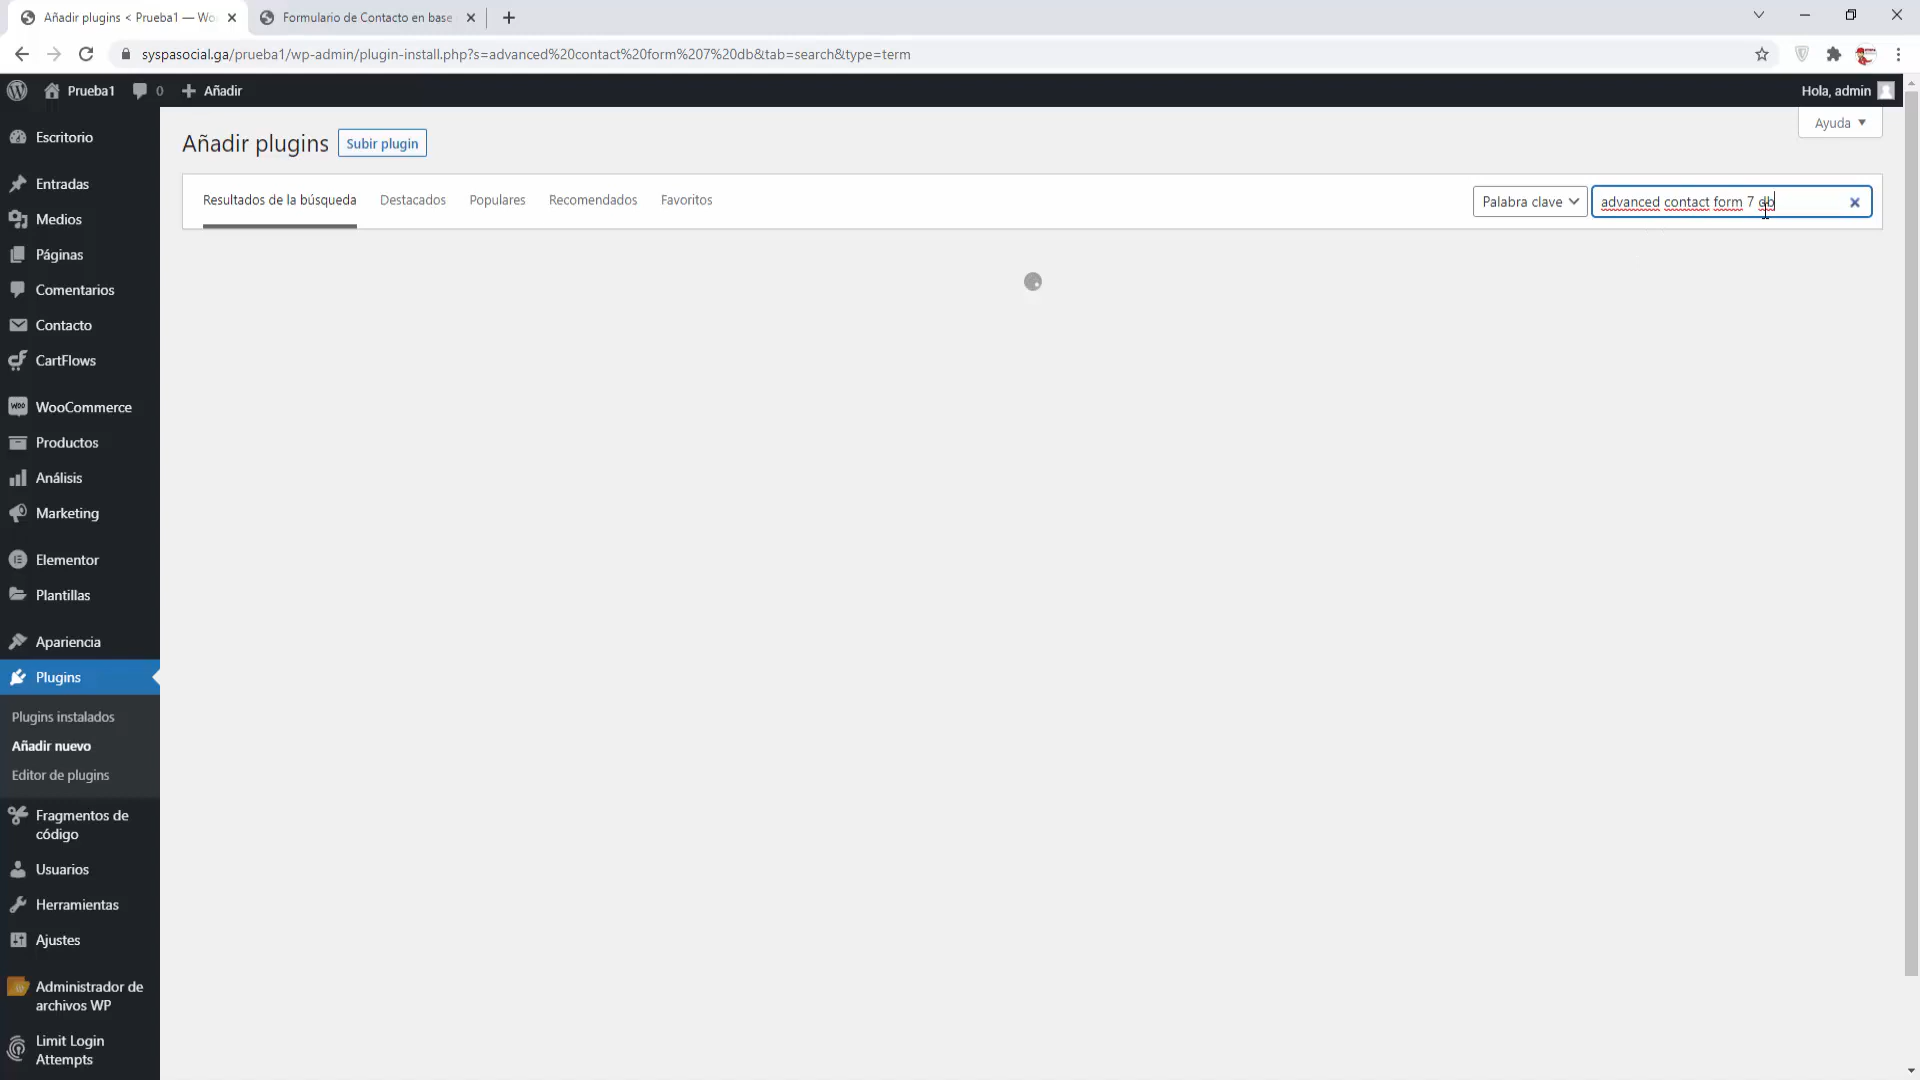 Añadir plugins < Prueba1 — Wo
Formulario de Contacto en base
syspasocial.ga/prueba1/wp-admin/plugin-install.php?s=advanced%20contact%20form%207%20db&tab=search&type=term
Prueba1
0
Añadir
Hola, admin
Escritorio
Entradas
Medios
Páginas
Comentarios
Contacto
CartFlows
WooCommerce
Productos
Análisis
Marketing
Elementor
Plantillas
Apariencia
Plugins
Plugins instalados
Añadir nuevo
Editor de plugins
Fragmentos de
código
Usuarios
Herramientas
Ajustes
Administrador de
archivos WP
Limit Login
Attempts
Ayuda
Añadir plugins
Subir plugin
Resultados de la búsqueda
Destacados
Populares
Recomendados
Favoritos
Palabra clave
advanced contact form 7 db